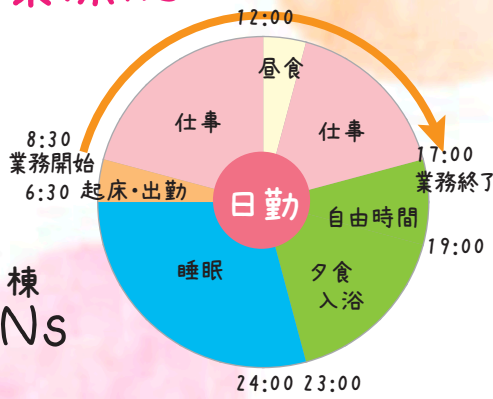 12:00
昼食
仕事
仕事
8:30
業務開始
17:00
業務終了
6:30 起床・出勤
日勤
自由時間
19:00
睡眠
夕食
入浴
棟
Ns
24:00 23:00